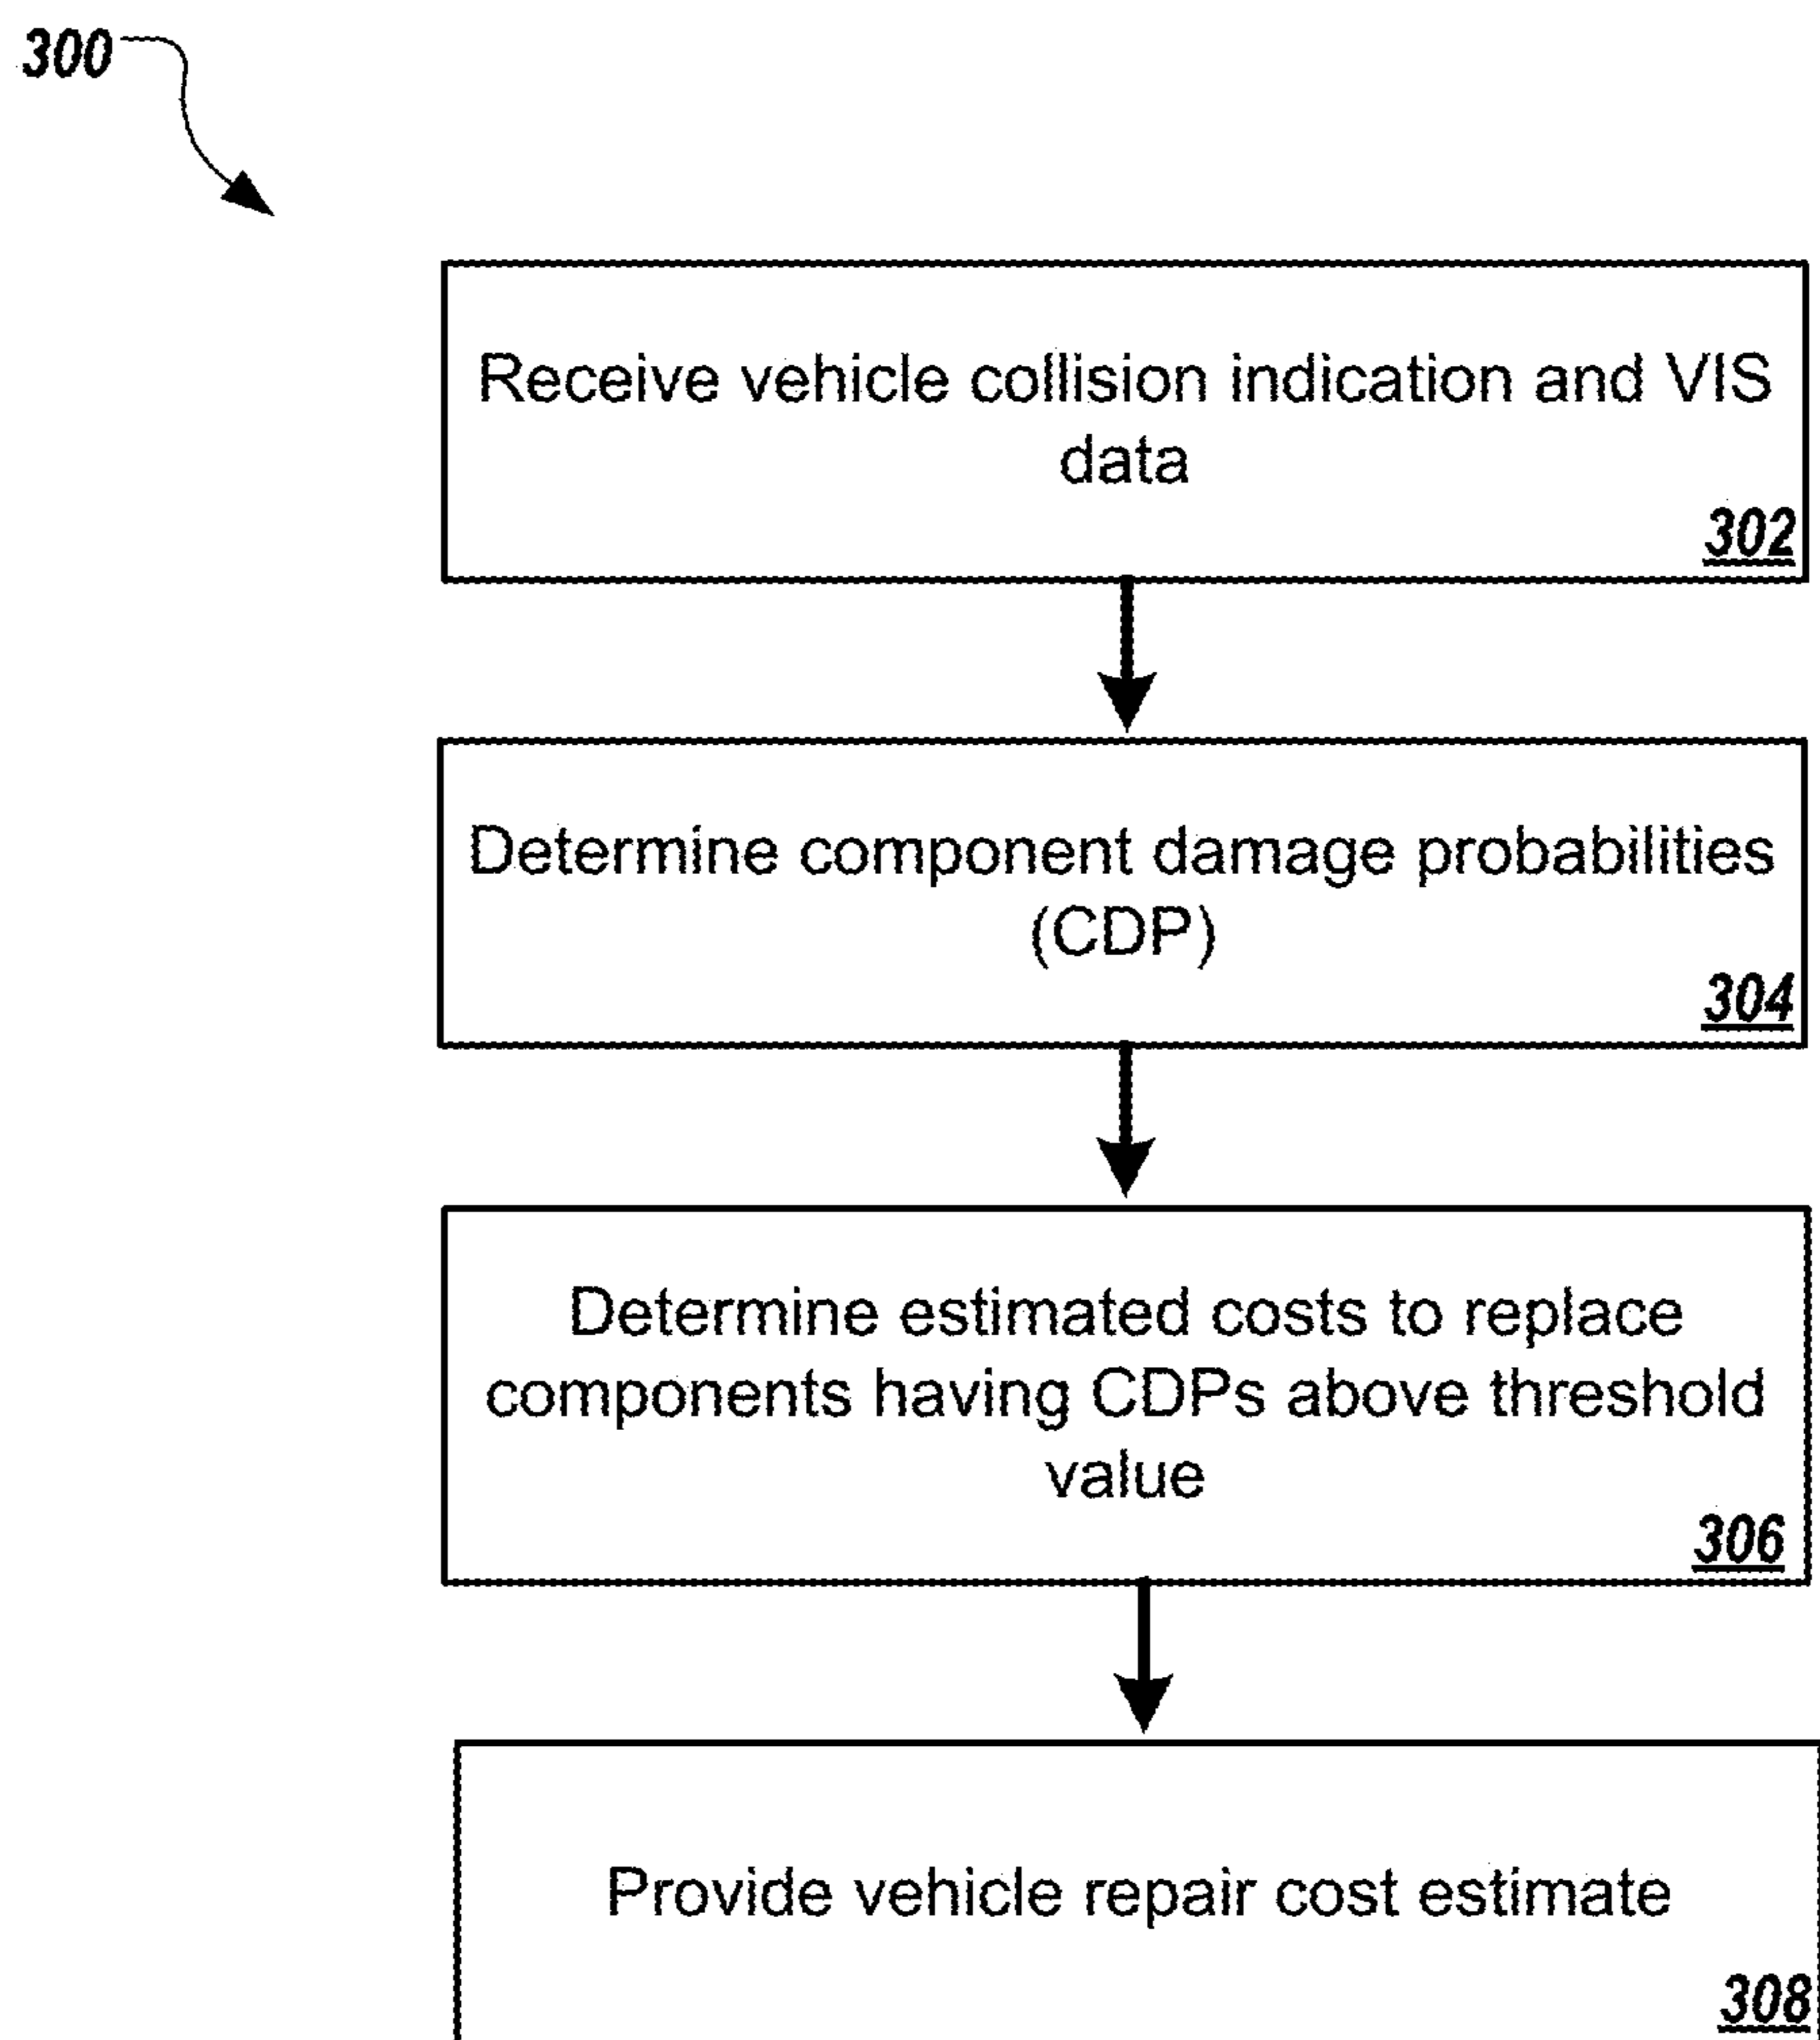 300
Receive vehicle collision indication and VIS
data
302
Determine component damage probabilities
(CDP)
304
Determine estimated costs to replace
components having CDPs above threshold
value
306
Provide vehicle repair cost estimate
308